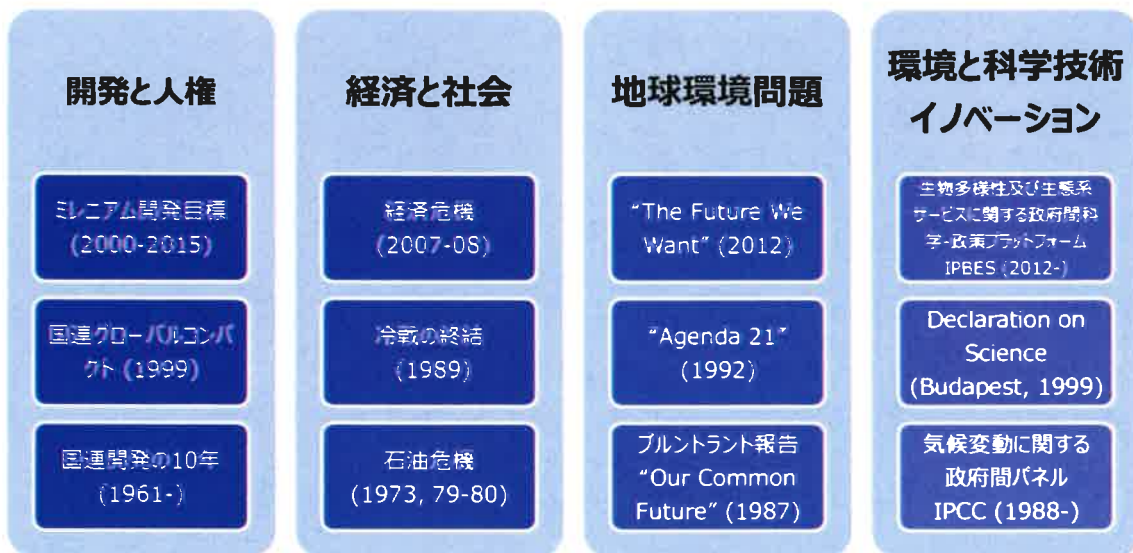 開発と人権
ミレニアム開発目標
(2000-2015)
国連グローバルコンパ
クト (1999)
国連開発の10年
(1961-)
経済と社会
経済危機
(2007-08)
冷戦の終結
(1989)
石油危機
(1973, 79-80)
地球環境問題
“The Future We
Want” (2012)
“Agenda 21”
(1992)
ブルントラント報告
“Our Common
Future” (1987)
環境と科学技術
イノベーション
生物多様性及び生態系
サービスに関する政府間科
学-政策プラットフォーム
IPBES (2012-)
Declaration on
Science
(Budapest, 1999)
気候変動に関する
政府間パネル
IPCC (1988-)